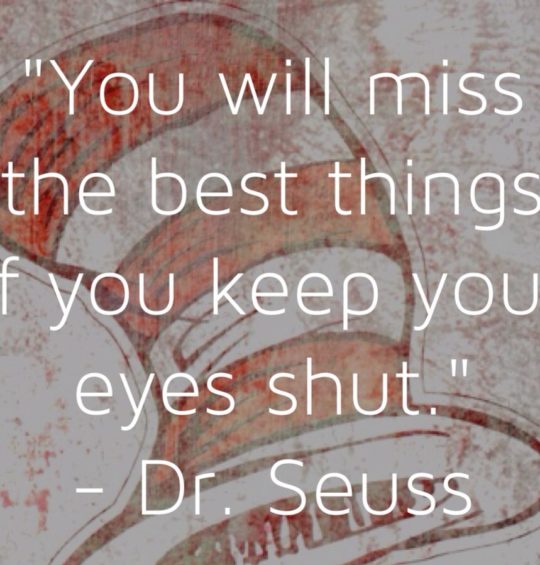 "You will miss
the best things
f you keep you
eyes shut."
- Dr. Seuss